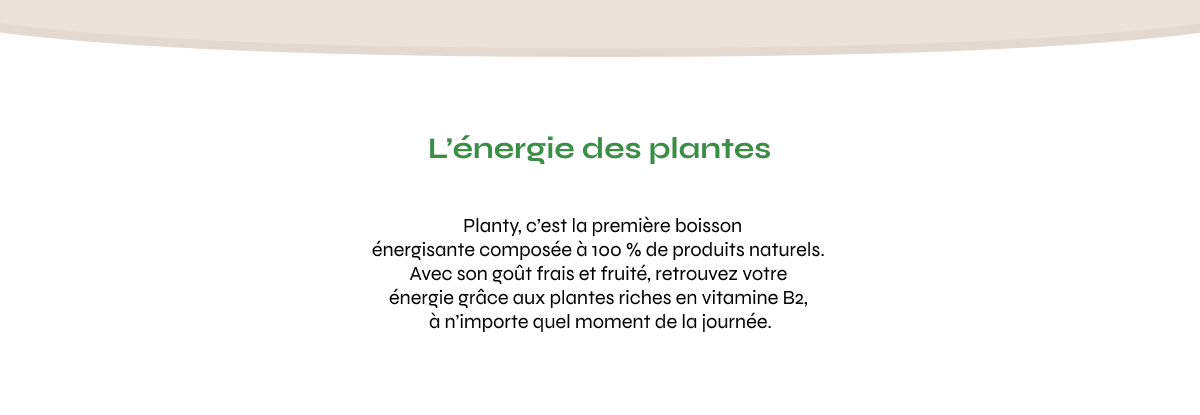 L’énergie des plantes
Planty, c’est la première boisson
énergisante composée à 100 % de produits naturels.
Avec son goût frais et fruité, retrouvez votre
énergie grâce aux plantes riches en vitamine B2,
à n’importe quel moment de la journée.